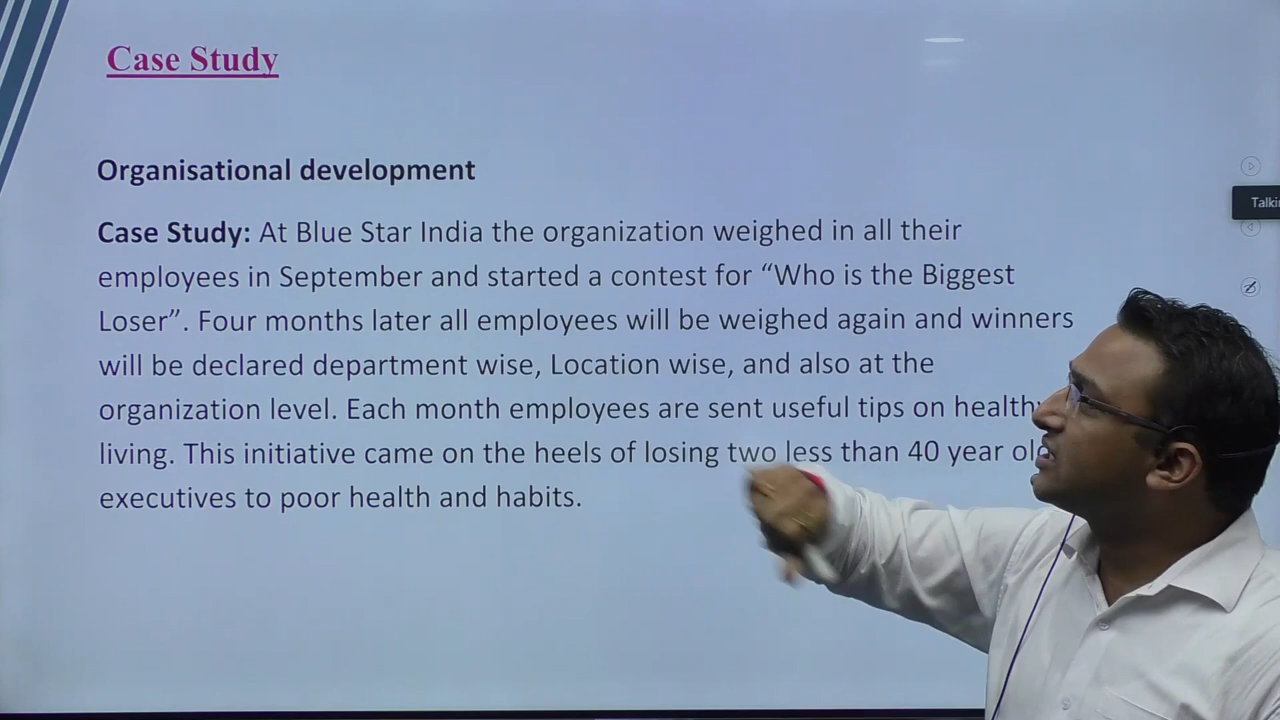 Case Study
Organisational development
Case Study: At Blue Star India the organization weighed in all their
employees in September and started a contest for “Who is the Biggest
Loser”. Four months later all employees will be weighed again and winners
will be declared department wise, Location wise, and also at the
organization level. Each month employees are sent useful tips on healthy
living. This initiative came on the heels of losing two less than 40 year
executives to poor health and habits.